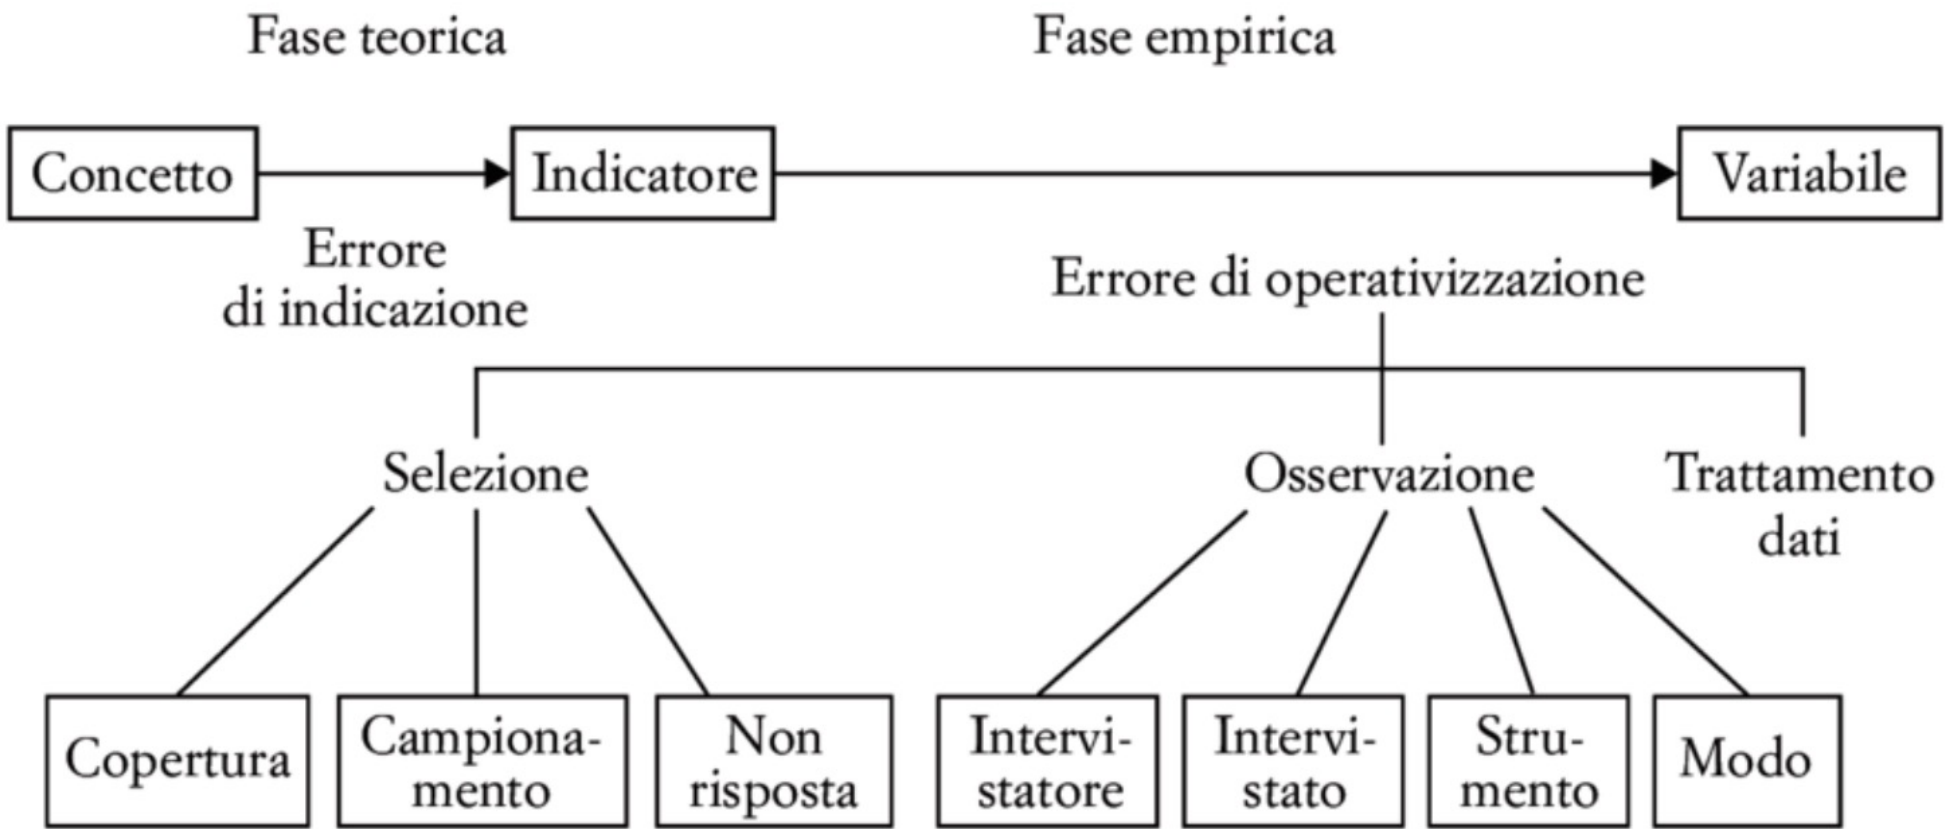 Fase teorica
Fase empirica
Concetto
Indicatore
Variabile
Errore
di indicazione
Errore di operativizzazione
Selezione
Osservazione
Trattamento
dati
Copertura
Campiona-
mento
Non
risposta
Intervi-
statore
Intervi-
stato
Stru-
mento
Modo